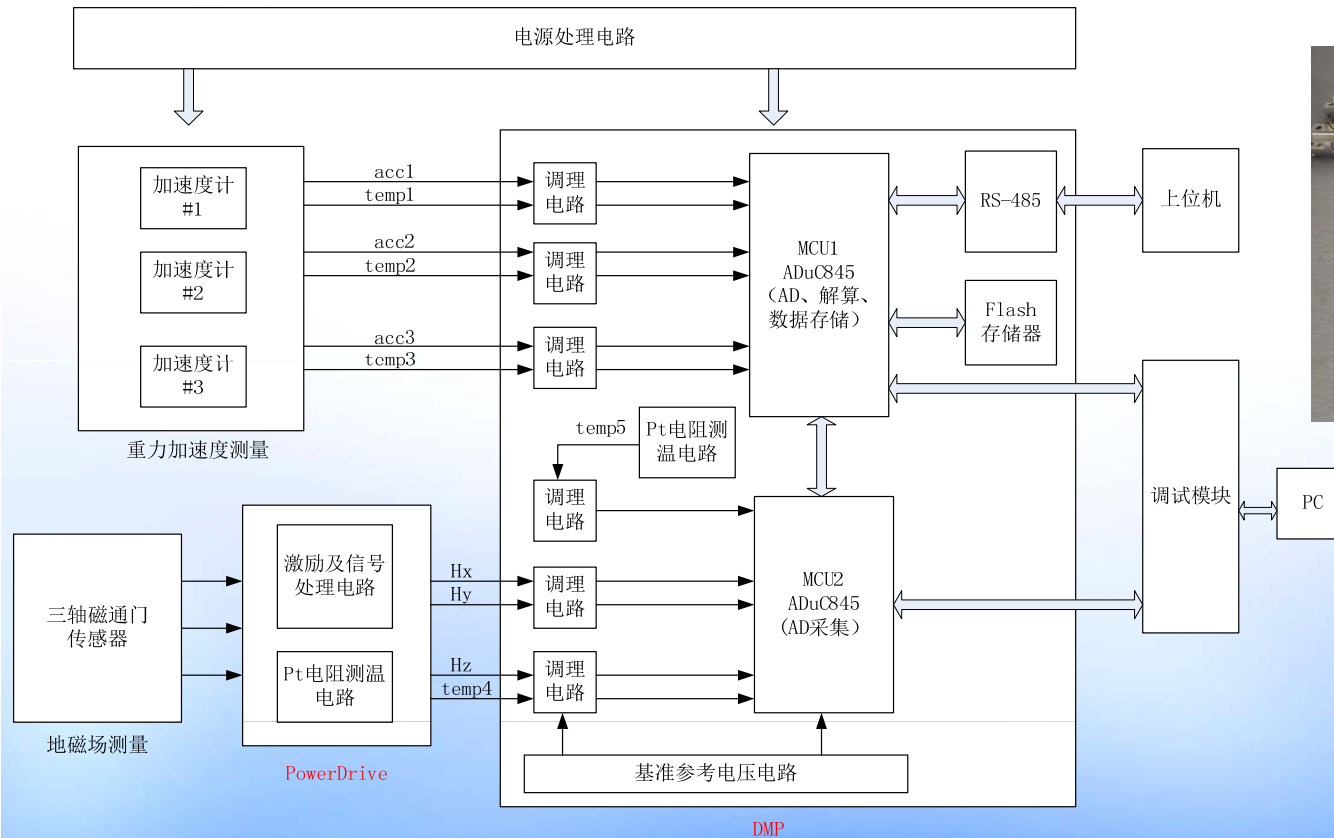 电源处理电路
加速度计
#1
加速度计
#2
加速度计
#3
重力加速度测量
acc1
temp1
acc2
temp2
acc3
temp3
调理
电路
调理
电路
调理
电路
MCU1
ADuC845
(AD、解算、
数据存储)
RS-485
上位机
Flash
存储器
temp5
Pt电阻测
温电路
调理
电路
调试模块
PC
三轴磁通门
传感器
地磁场测量
激励及信号
处理电路
Pt电阻测温
电路
PowerDrive
Hx
Hy
调理
电路
Hz
temp4
调理
电路
MCU2
ADuC845
(AD采集)
基准参考电压电路
DMP